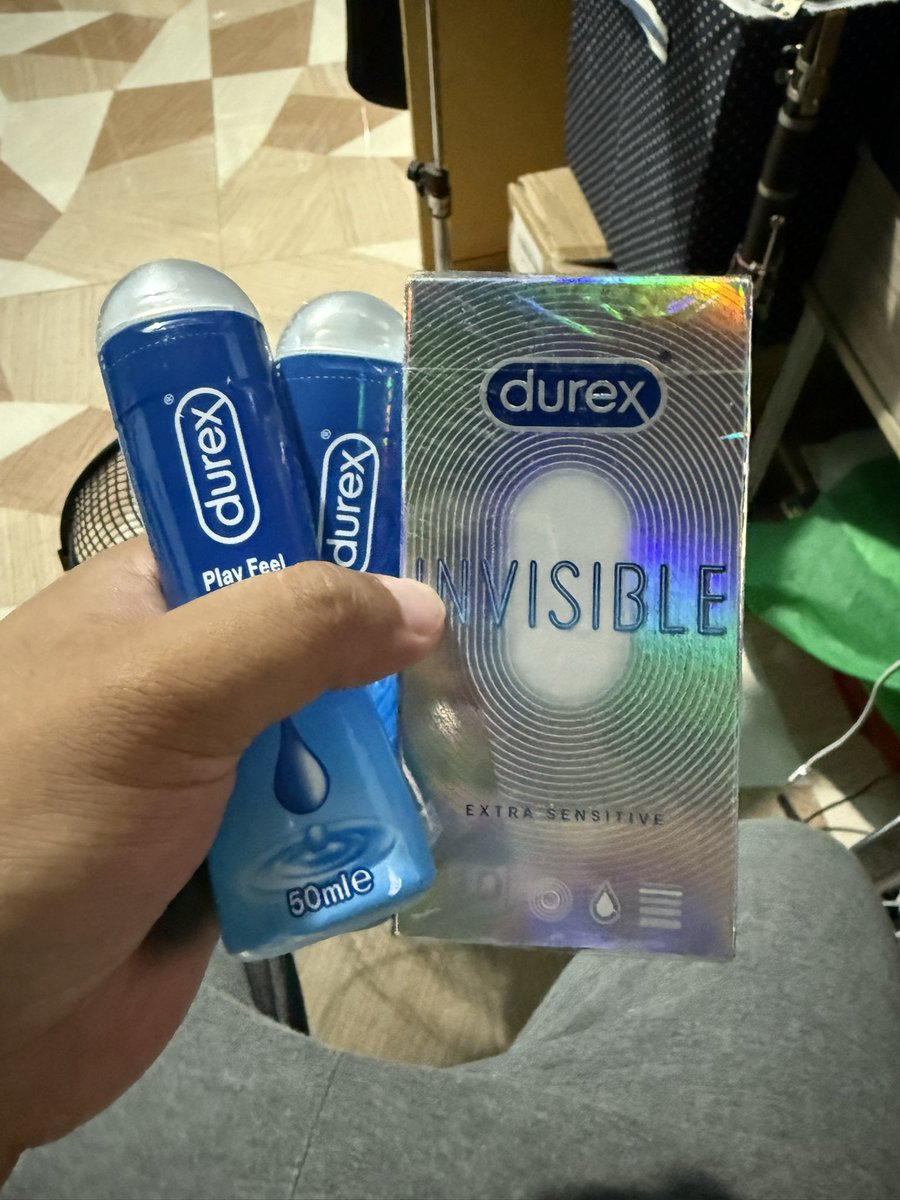 durex®
Play Feel
50ml e
durex®
durex
INVISIBLE
EXTRA SENSITIVE